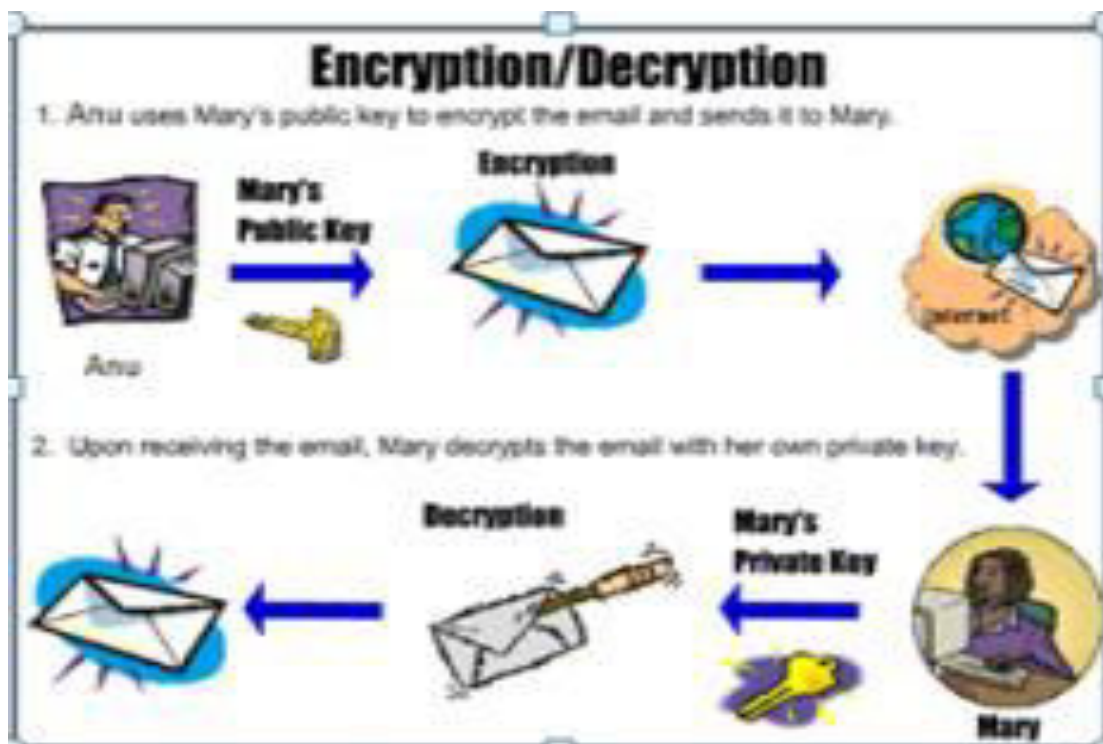 Encryption/Decryption
1. Anu uses Mary's public key to encrypt the email and sends it to Mary.
Encryption
Mary's
Public Key
Internet
Anu
2. Upon receiving the email, Mary decrypts the email with her own private key.
Decryption
Mary's
Private Key
Mary